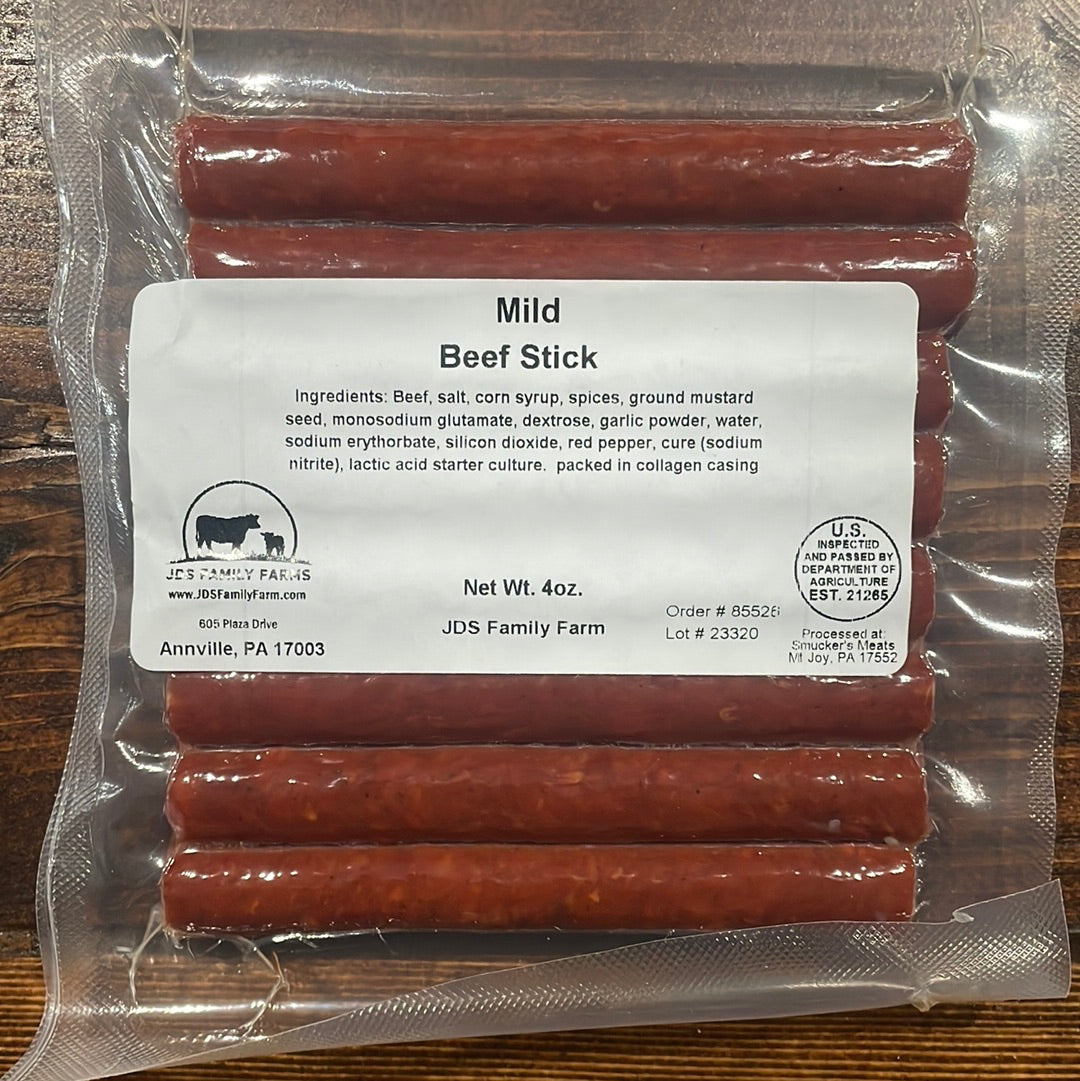 Mild
Beef Stick
Ingredients: Beef, salt, corn syrup, spices, ground mustard
seed, monosodium glutamate, dextrose, garlic powder, water,
sodium erythorbate, silicon dioxide, red pepper, cure (sodium
nitrite), lactic acid starter culture. packed in collagen casing
JDS FAMILY FARMS
www.JDSFamilyFarm.com
605 Plaza Drive
Annville, PA 17003
Net Wt. 4oz.
JDS Family Farm
Order # 85526
Lot # 23320
U.S.
INSPECTED
AND PASSED BY
DEPARTMENT OF
AGRICULTURE
EST. 21265
Processed at:
Smucker's Meats
Mt Joy, PA 17552